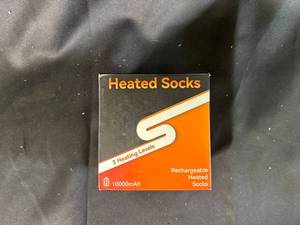 Heated Socks
3 Heating Levels
Rechargeable
Heated
Socks
10000mAh